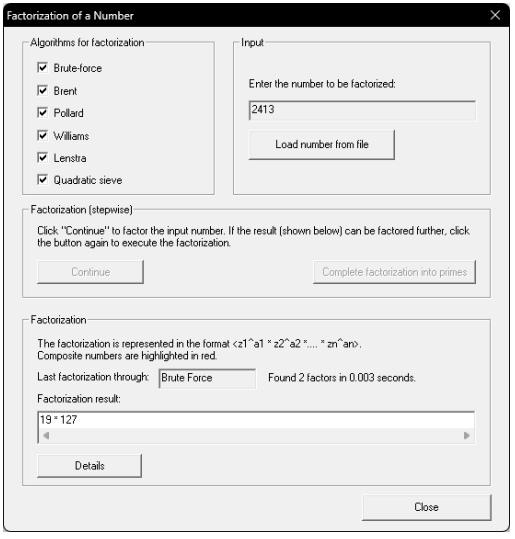 Factorization of a Number
Algorithms for factorization
Brute-force
Brent
Pollard
Williams
Lenstra
Quadratic sieve
Input
Enter the number to be factorized:
2413
Load number from file
Factorization (stepwise)
Click "Continue" to factor the input number. If the result (shown below) can be factored further, click
the button again to execute the factorization.
Continue
Complete factorization into primes
Factorization
The factorization is represented in the format <z1^a1 * z2^a2 *.... * zn^an>.
Composite numbers are highlighted in red.
Last factorization through: Brute Force Found 2 factors in 0.003 seconds.
Factorization result:
19 * 127
Details
Close